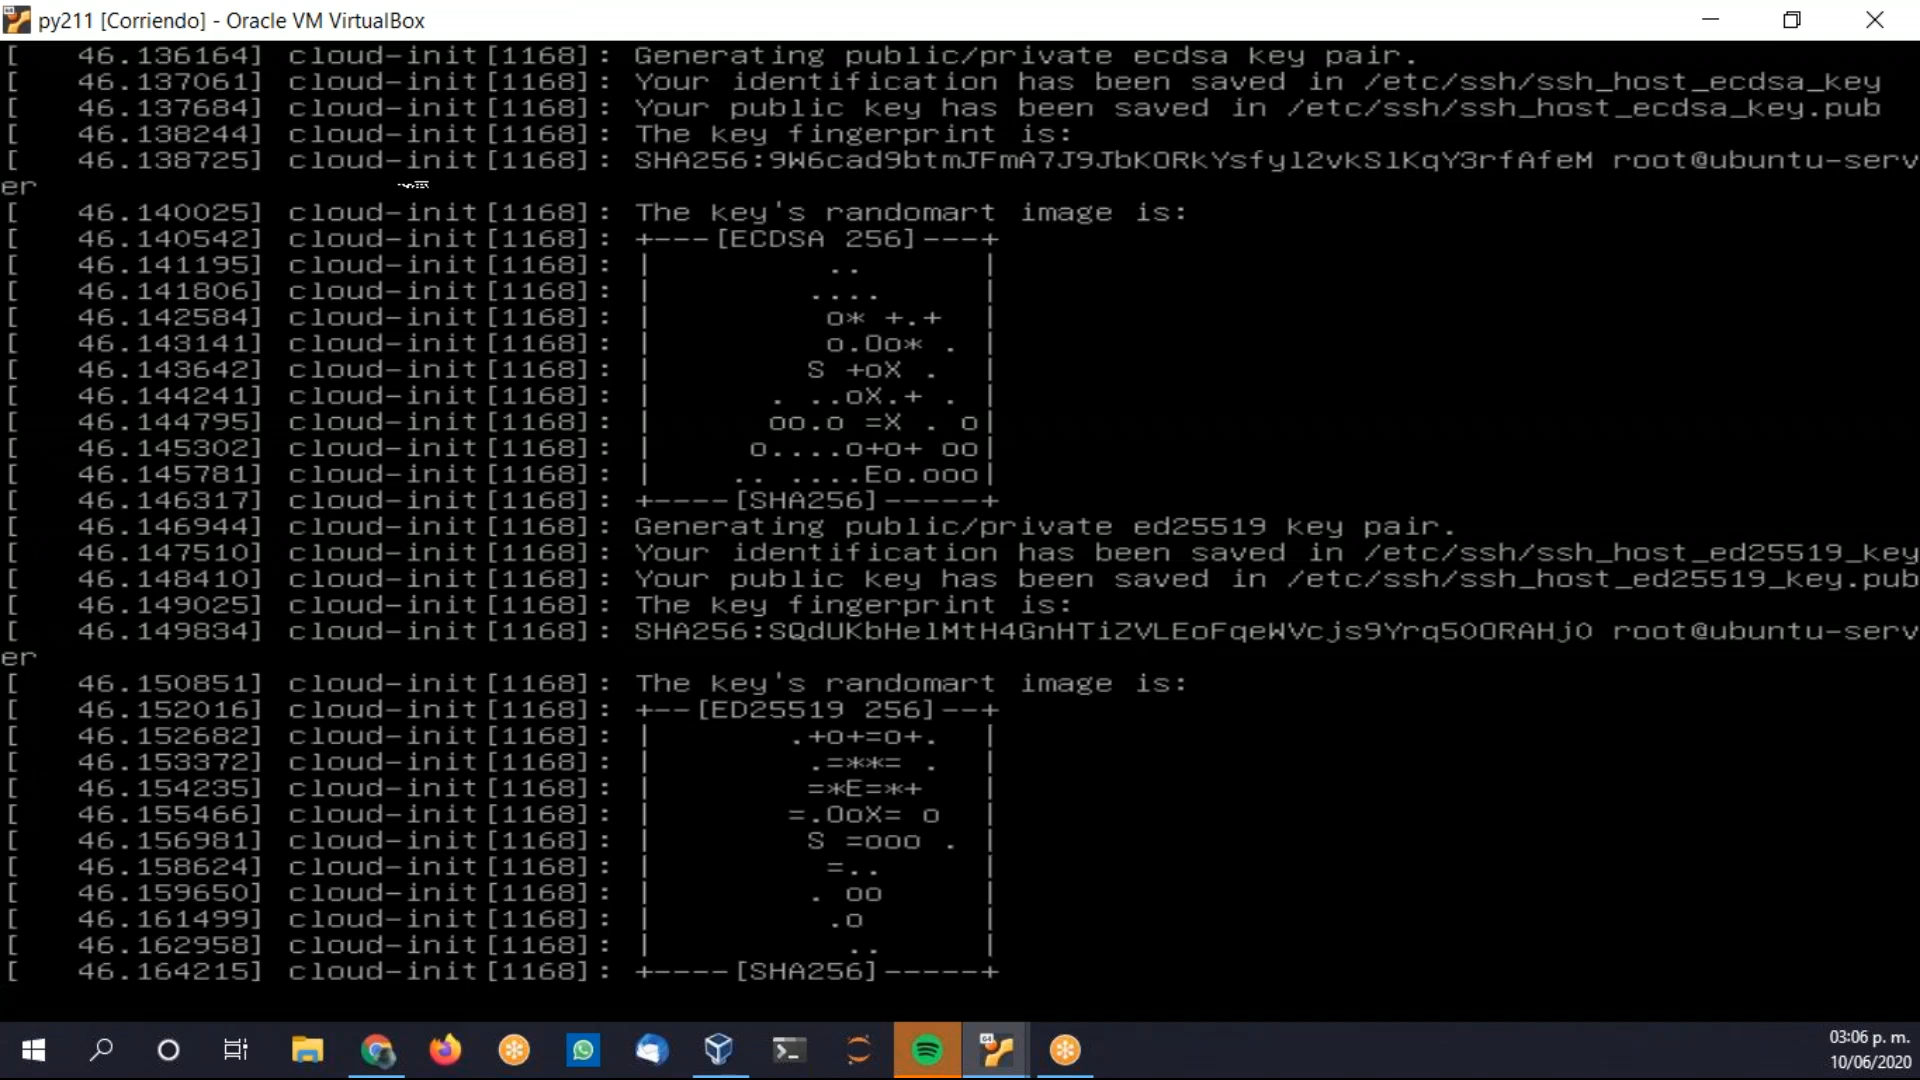 py211 [Corriendo] - Oracle VM VirtualBox
[   46.136164] cloud-init[1168]: Generating public/private ecdsa key pair.
[   46.137061] cloud-init[1168]: Your identification has been saved in /etc/ssh/ssh_host_ecdsa_key
[   46.137684] cloud-init[1168]: Your public key has been saved in /etc/ssh/ssh_host_ecdsa_key.pub
[   46.138244] cloud-init[1168]: The key fingerprint is:
[   46.138725] cloud-init[1168]: SHA256:9W6cad9btmJFmA7J9JbKORkYsfyl2vkSlKqY3rfAfeM root@ubuntu-serv
er
[   46.140025] cloud-init[1168]: The key's randomart image is:
[   46.140542] cloud-init[1168]: +---[ECDSA 256]---+
[   46.141195] cloud-init[1168]: |          ..       |
[   46.141806] cloud-init[1168]: |         ....      |
[   46.142584] cloud-init[1168]: |         o* +.+  |
[   46.143141] cloud-init[1168]: |         o.Oo* . |
[   46.143642] cloud-init[1168]: |        S +oX .  |
[   46.144241] cloud-init[1168]: |      . ..oX.+ . |
[   46.144795] cloud-init[1168]: |      oo.o =X . o|
[   46.145302] cloud-init[1168]: |     o....o+o+ oo|
[   46.145781] cloud-init[1168]: |    .. ....Eo.ooo|
[   46.146317] cloud-init[1168]: +----[SHA256]-----+
[   46.146944] cloud-init[1168]: Generating public/private ed25519 key pair.
[   46.147510] cloud-init[1168]: Your identification has been saved in /etc/ssh/ssh_host_ed25519_key
[   46.148410] cloud-init[1168]: Your public key has been saved in /etc/ssh/ssh_host_ed25519_key.pub
[   46.149025] cloud-init[1168]: The key fingerprint is:
[   46.149834] cloud-init[1168]: SHA256:SQdUKbHelMtH4GnHTiZVLEoFqeWVcjs9Yrq5OORAHjO root@ubuntu-serv
er
[   46.150851] cloud-init[1168]: The key's randomart image is:
[   46.152016] cloud-init[1168]: +--[ED25519 256]--+
[   46.152682] cloud-init[1168]: |       .+o+=o+.  |
[   46.153372] cloud-init[1168]: |        .=**= .  |
[   46.154235] cloud-init[1168]: |        =*E=*+   |
[   46.155466] cloud-init[1168]: |       =.OoX= o  |
[   46.156981] cloud-init[1168]: |        S =ooo . |
[   46.158624] cloud-init[1168]: |         =..     |
[   46.159650] cloud-init[1168]: |        . oo     |
[   46.161499] cloud-init[1168]: |         .o      |
[   46.162958] cloud-init[1168]: |          ..     |
[   46.164215] cloud-init[1168]: +----[SHA256]-----+
64
03:06 p. m.
10/06/2020